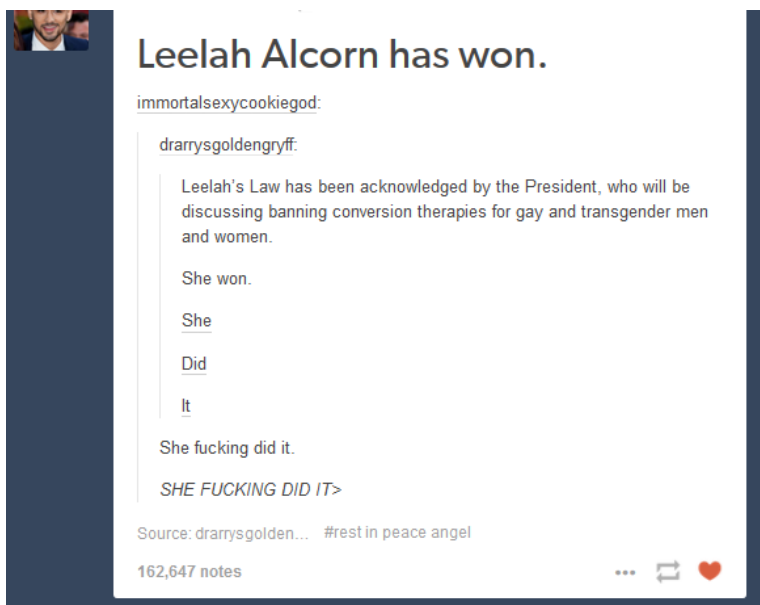 Leelah Alcorn has won.
immortalsexycookiegod:
drarrysgoldengryff:
Leelah's Law has been acknowledged by the President, who will be
discussing banning conversion therapies for gay and transgender men
and women.
She won.
She
Did
It
She fucking did it.
SHE FUCKING DID IT>
Source: drarrysgolden... #rest in peace angel
162,647 notes